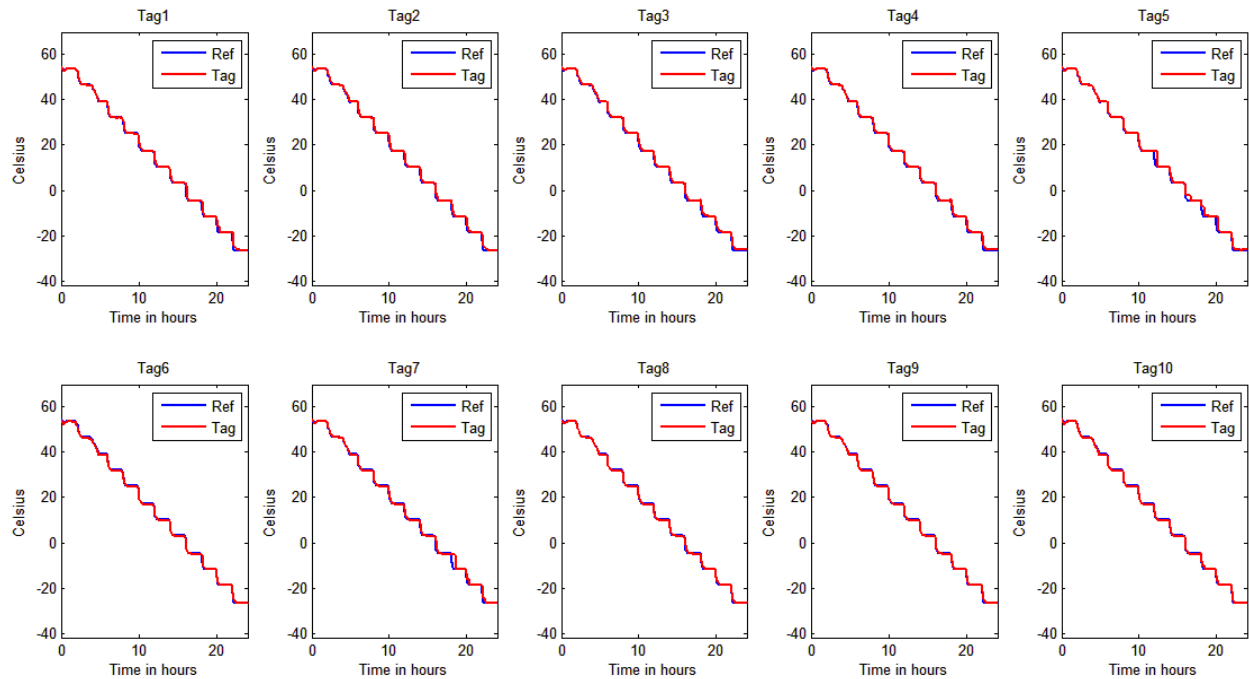 Tag1 Tag2 Tag3 Tag4 Tag5
60 60 60 60 60
Ref Ref Ref Ref Ref
Tag Tag Tag Tag Tag
40 40 40 40 40
20 20 20 20 20
Celsius Celsius Celsius Celsius Celsius
0 0 0 0 0
-20 -20 -20 -20 -20
-40 -40 -40 -40 -40
0 10 20 0 10 20 0 10 20 0 10 20 0 10 20
Time in hours Time in hours Time in hours Time in hours Time in hours
Tag6 Tag7 Tag8 Tag9 Tag10
60 60 60 60 60
Ref Ref Ref Ref Ref
Tag Tag Tag Tag Tag
40 40 40 40 40
20 20 20 20 20
Celsius Celsius Celsius Celsius Celsius
0 0 0 0 0
-20 -20 -20 -20 -20
-40 -40 -40 -40 -40
0 10 20 0 10 20 0 10 20 0 10 20 0 10 20
Time in hours Time in hours Time in hours Time in hours Time in hours